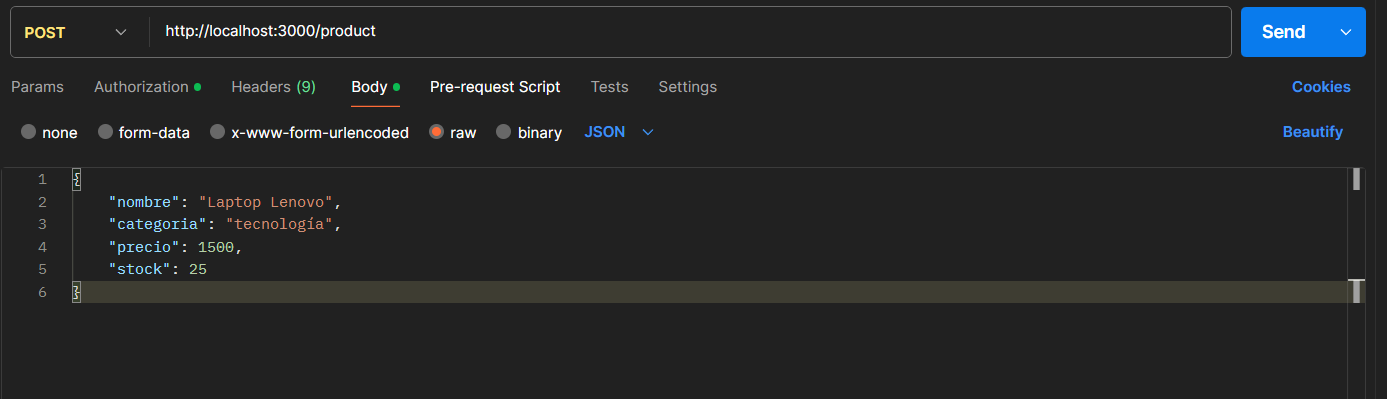 POST http://localhost:3000/product Send
Params Authorization Headers (9) Body Pre-request Script Tests Settings Cookies
none form-data x-www-form-urlencoded raw binary JSON Beautify
1 {
2 "nombre": "Laptop Lenovo",
3 "categoria": "tecnología",
4 "precio": 1500,
5 "stock": 25
6 }